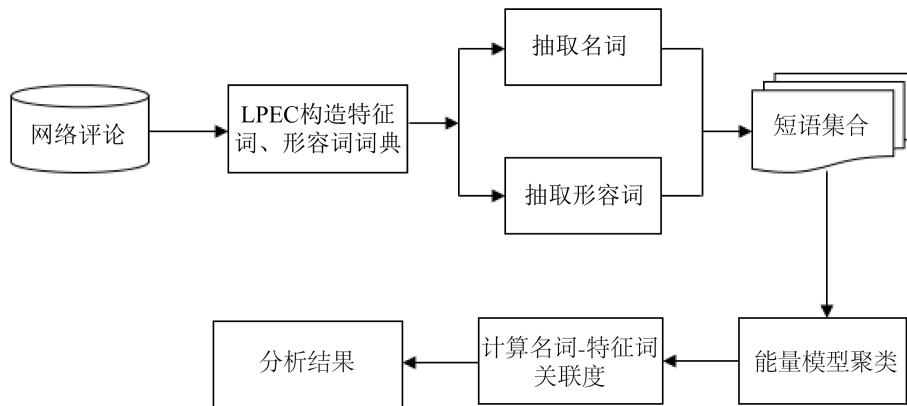 网络评论
LPEC构造特征
词、形容词词典
抽取名词
抽取形容词
短语集合
能量模型聚类
计算名词-特征词
关联度
分析结果